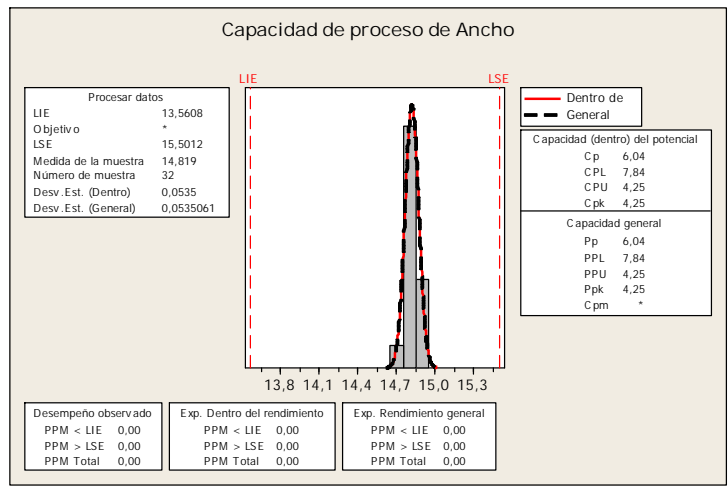 Capacidad de proceso de Ancho
LIE
LSE
Procesar datos
LIE 13,5608
Objetivo *
LSE 15,5012
Medida de la muestra 14,819
Número de muestra 32
Desv.Est. (Dentro) 0,0535
Desv.Est. (General) 0,0535061
Dentro de
General
Capacidad (dentro) del potencial
Cp 6,04
CPL 7,84
CPU 4,25
Cpk 4,25
Capacidad general
Pp 6,04
PPL 7,84
PPU 4,25
Ppk 4,25
Cpm *
13,8 14,1 14,4 14,7 15,0 15,3
Desempeño observado
PPM < LIE 0,00
PPM > LSE 0,00
PPM Total 0,00
Exp. Dentro del rendimiento
PPM < LIE 0,00
PPM > LSE 0,00
PPM Total 0,00
Exp. Rendimiento general
PPM < LIE 0,00
PPM > LSE 0,00
PPM Total 0,00